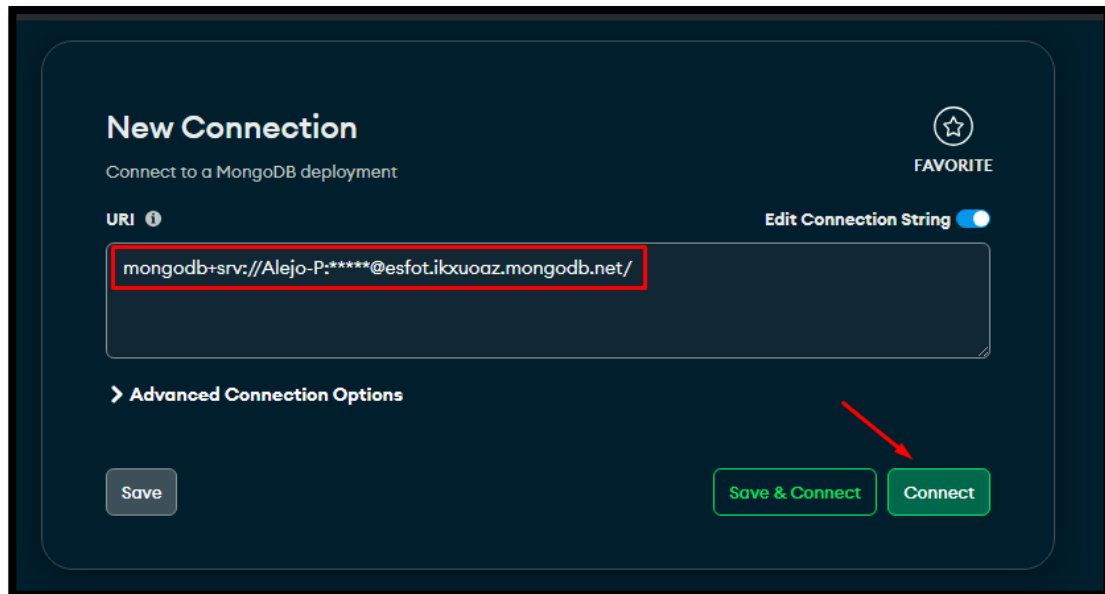 New Connection
FAVORITE
Connect to a MongoDB deployment
URI
Edit Connection String
mongodb+srv://Alejo-P:*****@esfot.ikxuoaz.mongodb.net/
Advanced Connection Options
Save
Save & Connect
Connect